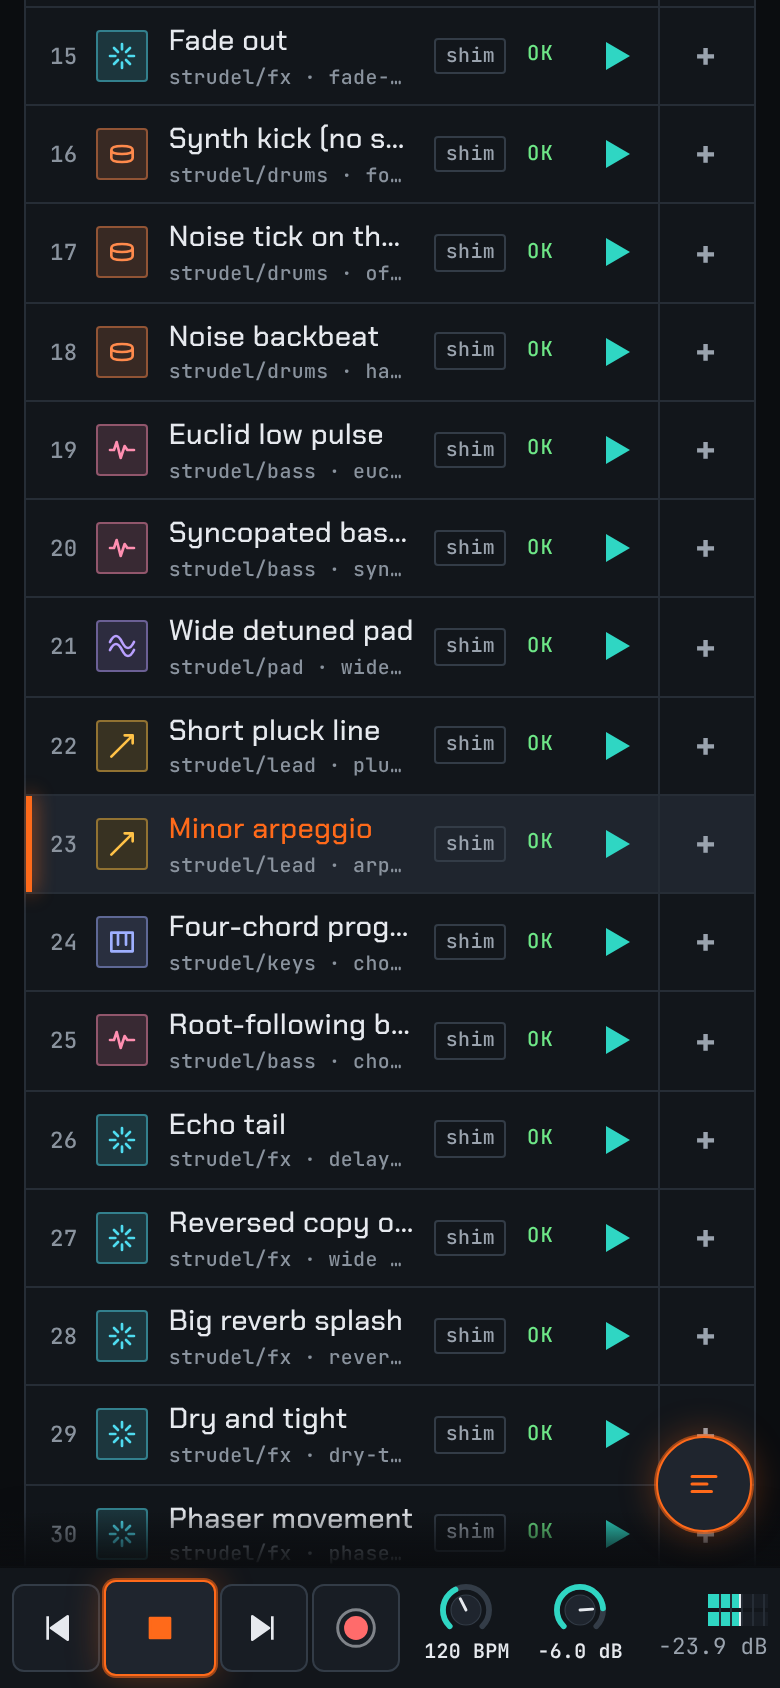 15 Fade out shim OK
strudel/fx · fade-…
16 Synth kick (no s… shim OK
strudel/drums · fo…
17 Noise tick on th… shim OK
strudel/drums · of…
18 Noise backbeat shim OK
strudel/drums · ha…
19 Euclid low pulse shim OK
strudel/bass · euc…
20 Syncopated bas… shim OK
strudel/bass · syn…
21 Wide detuned pad shim OK
strudel/pad · wide…
22 Short pluck line shim OK
strudel/lead · plu…
23 Minor arpeggio shim OK
strudel/lead · arp…
24 Four-chord prog… shim OK
strudel/keys · cho…
25 Root-following b… shim OK
strudel/bass · cho…
26 Echo tail shim OK
strudel/fx · delay…
27 Reversed copy o… shim OK
strudel/fx · wide …
28 Big reverb splash shim OK
strudel/fx · rever…
29 Dry and tight shim OK
strudel/fx · dry-t…
30 Phaser movement shim OK
strudel/fx · phase…
120 BPM -6.0 dB -23.9 dB